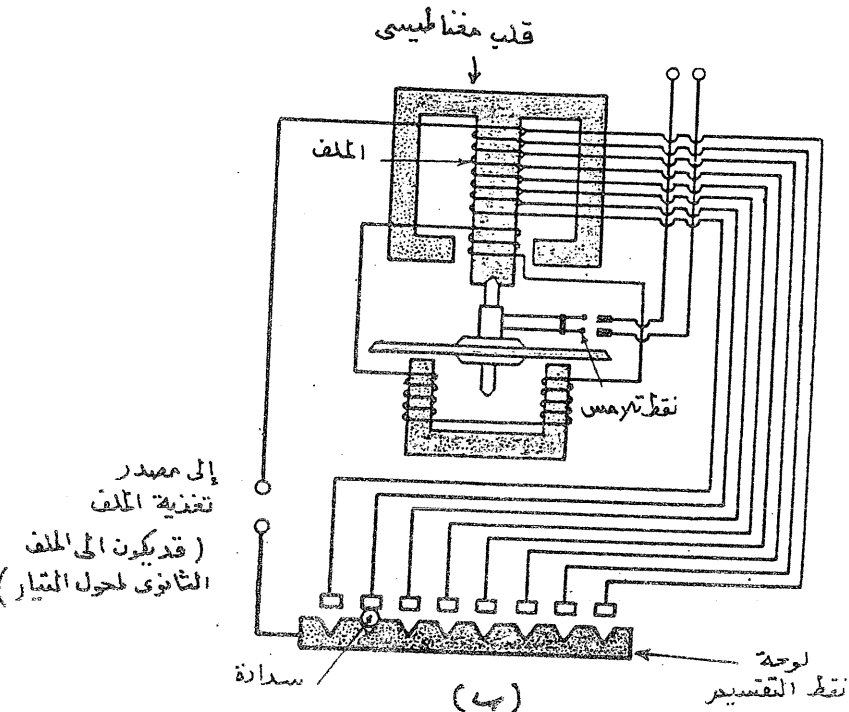 قلب مغناطيسى
الملف
نقط تلامس
إلى مصدر
تغذية الملف
( قد يكون الى الملف
الثانوى لمحول التيار )
سدادة
لوحة
نقط التقسيم
(ب)